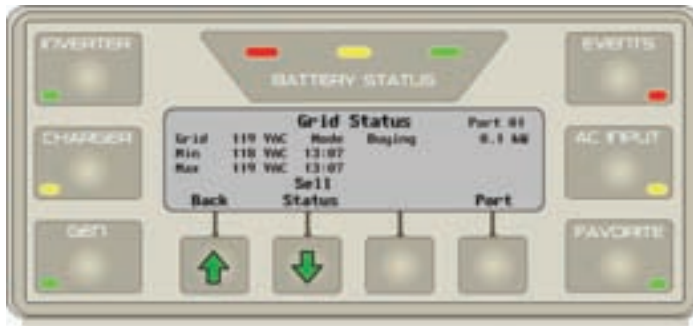 INVERTER
BATTERY STATUS
EVENTS
CHARGER
Grid Status Port 01
Grid 119 VAC Mode Buying 0.1 kW
Min 118 VAC 13:07
Max 119 VAC 13:07
Sell
Back Status Port
AC INPUT
GEN
FAVORITE